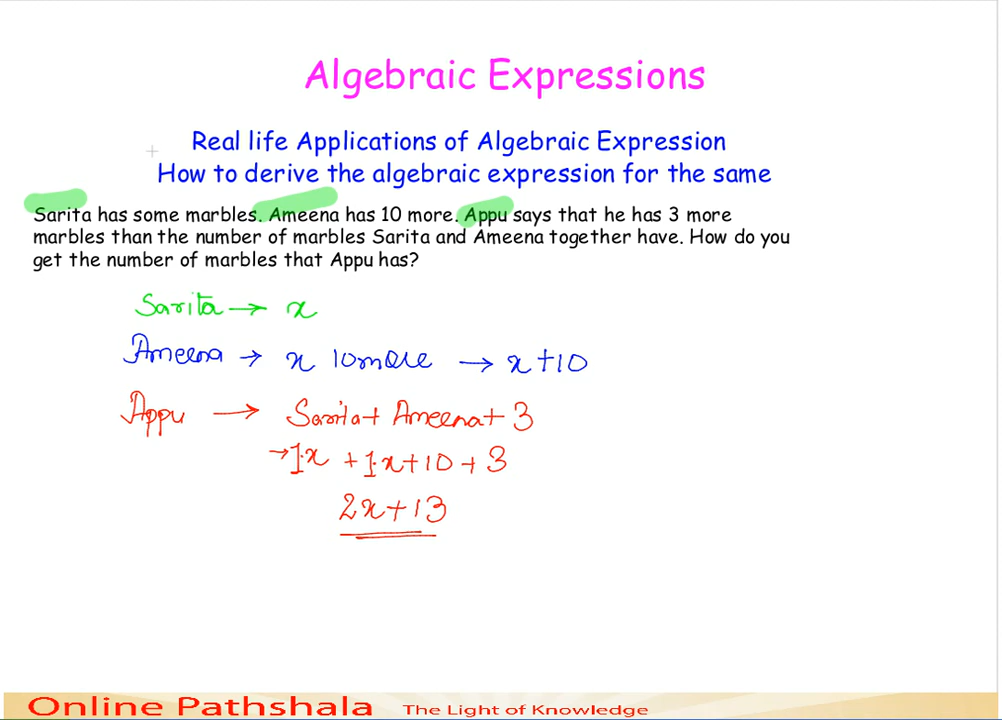 Algebraic Expressions
Real life Applications of Algebraic Expression
How to derive the algebraic expression for the same
Sarita has some marbles. Ameena has 10 more. Appu says that he has 3 more
marbles than the number of marbles Sarita and Ameena together have. How do you
get the number of marbles that Appu has?
Sarita → x
Ameena → x 10more → x+10
Appu → Sarita+ Ameena+ 3
→1x + 1x+10 + 3
2x+13
Online Pathshala The Light of Knowledge